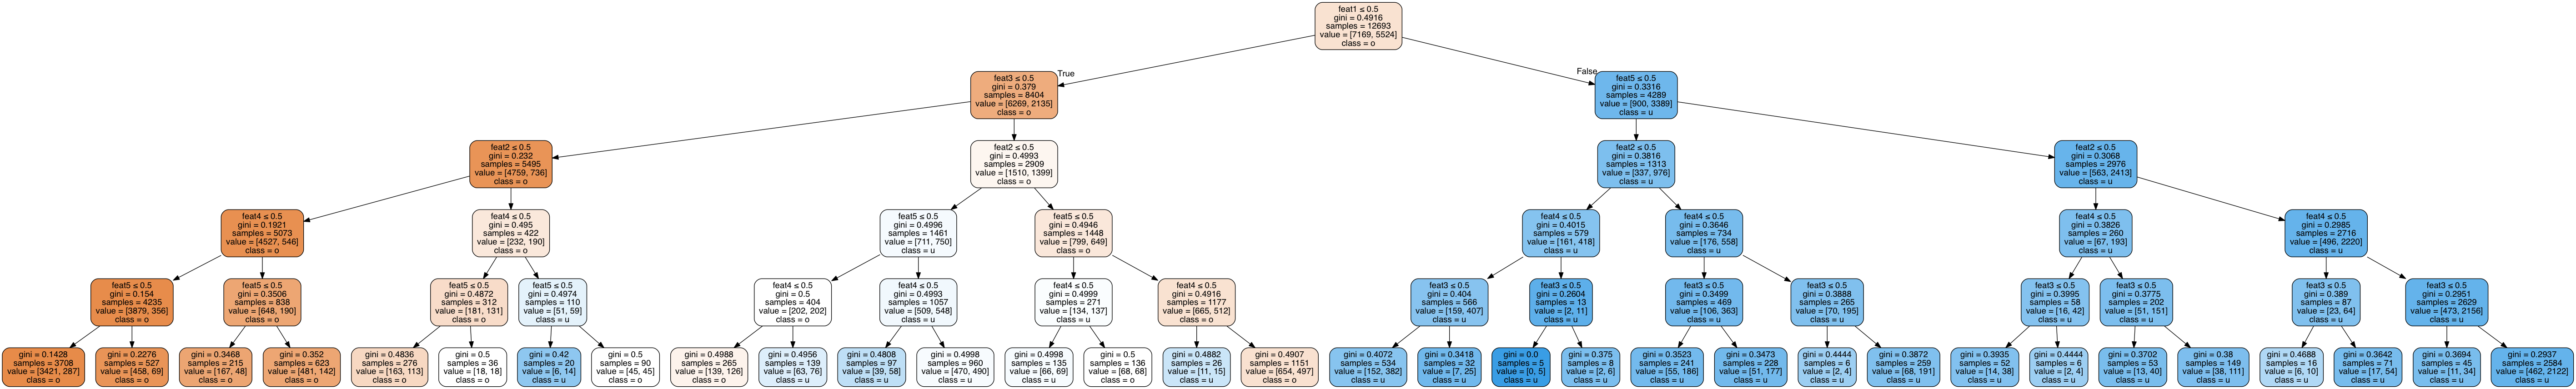 feat1 ≤ 0.5
gini = 0.4916
samples = 12693
value = [7169, 5524]
class = o
True
False
feat3 ≤ 0.5
gini = 0.379
samples = 8404
value = [6269, 2135]
class = o
feat5 ≤ 0.5
gini = 0.3316
samples = 4289
value = [900, 3389]
class = u
feat2 ≤ 0.5
gini = 0.232
samples = 5495
value = [4759, 736]
class = o
feat2 ≤ 0.5
gini = 0.4993
samples = 2909
value = [1510, 1399]
class = o
feat2 ≤ 0.5
gini = 0.3816
samples = 1313
value = [337, 976]
class = u
feat2 ≤ 0.5
gini = 0.3068
samples = 2976
value = [563, 2413]
class = u
feat4 ≤ 0.5
gini = 0.1921
samples = 5073
value = [4527, 546]
class = o
feat4 ≤ 0.5
gini = 0.495
samples = 422
value = [232, 190]
class = o
feat5 ≤ 0.5
gini = 0.4996
samples = 1461
value = [711, 750]
class = u
feat5 ≤ 0.5
gini = 0.4946
samples = 1448
value = [799, 649]
class = o
feat4 ≤ 0.5
gini = 0.4015
samples = 579
value = [161, 418]
class = u
feat4 ≤ 0.5
gini = 0.3646
samples = 734
value = [176, 558]
class = u
feat4 ≤ 0.5
gini = 0.3826
samples = 260
value = [67, 193]
class = u
feat4 ≤ 0.5
gini = 0.2985
samples = 2716
value = [496, 2220]
class = u
feat5 ≤ 0.5
gini = 0.154
samples = 4235
value = [3879, 356]
class = o
feat5 ≤ 0.5
gini = 0.3506
samples = 838
value = [648, 190]
class = o
feat5 ≤ 0.5
gini = 0.4872
samples = 312
value = [181, 131]
class = o
feat5 ≤ 0.5
gini = 0.4974
samples = 110
value = [51, 59]
class = u
feat4 ≤ 0.5
gini = 0.5
samples = 404
value = [202, 202]
class = o
feat4 ≤ 0.5
gini = 0.4993
samples = 1057
value = [509, 548]
class = u
feat4 ≤ 0.5
gini = 0.4999
samples = 271
value = [134, 137]
class = u
feat4 ≤ 0.5
gini = 0.4916
samples = 1177
value = [665, 512]
class = o
feat3 ≤ 0.5
gini = 0.404
samples = 566
value = [159, 407]
class = u
feat3 ≤ 0.5
gini = 0.2604
samples = 13
value = [2, 11]
class = u
feat3 ≤ 0.5
gini = 0.3499
samples = 469
value = [106, 363]
class = u
feat3 ≤ 0.5
gini = 0.3888
samples = 265
value = [70, 195]
class = u
feat3 ≤ 0.5
gini = 0.3995
samples = 58
value = [16, 42]
class = u
feat3 ≤ 0.5
gini = 0.3775
samples = 202
value = [51, 151]
class = u
feat3 ≤ 0.5
gini = 0.389
samples = 87
value = [23, 64]
class = u
feat3 ≤ 0.5
gini = 0.2951
samples = 2629
value = [473, 2156]
class = u
gini = 0.1428
samples = 3708
value = [3421, 287]
class = o
gini = 0.2276
samples = 527
value = [458, 69]
class = o
gini = 0.3468
samples = 215
value = [167, 48]
class = o
gini = 0.352
samples = 623
value = [481, 142]
class = o
gini = 0.4836
samples = 276
value = [163, 113]
class = o
gini = 0.5
samples = 36
value = [18, 18]
class = o
gini = 0.42
samples = 20
value = [6, 14]
class = u
gini = 0.5
samples = 90
value = [45, 45]
class = o
gini = 0.4988
samples = 265
value = [139, 126]
class = o
gini = 0.4956
samples = 139
value = [63, 76]
class = u
gini = 0.4808
samples = 97
value = [39, 58]
class = u
gini = 0.4998
samples = 960
value = [470, 490]
class = u
gini = 0.4998
samples = 135
value = [66, 69]
class = u
gini = 0.5
samples = 136
value = [68, 68]
class = o
gini = 0.4882
samples = 26
value = [11, 15]
class = u
gini = 0.4907
samples = 1151
value = [654, 497]
class = o
gini = 0.4072
samples = 534
value = [152, 382]
class = u
gini = 0.3418
samples = 32
value = [7, 25]
class = u
gini = 0.0
samples = 5
value = [0, 5]
class = u
gini = 0.375
samples = 8
value = [2, 6]
class = u
gini = 0.3523
samples = 241
value = [55, 186]
class = u
gini = 0.3473
samples = 228
value = [51, 177]
class = u
gini = 0.4444
samples = 6
value = [2, 4]
class = u
gini = 0.3872
samples = 259
value = [68, 191]
class = u
gini = 0.3935
samples = 52
value = [14, 38]
class = u
gini = 0.4444
samples = 6
value = [2, 4]
class = u
gini = 0.3702
samples = 53
value = [13, 40]
class = u
gini = 0.38
samples = 149
value = [38, 111]
class = u
gini = 0.4688
samples = 16
value = [6, 10]
class = u
gini = 0.3642
samples = 71
value = [17, 54]
class = u
gini = 0.3694
samples = 45
value = [11, 34]
class = u
gini = 0.2937
samples = 2584
value = [462, 2122]
class = u